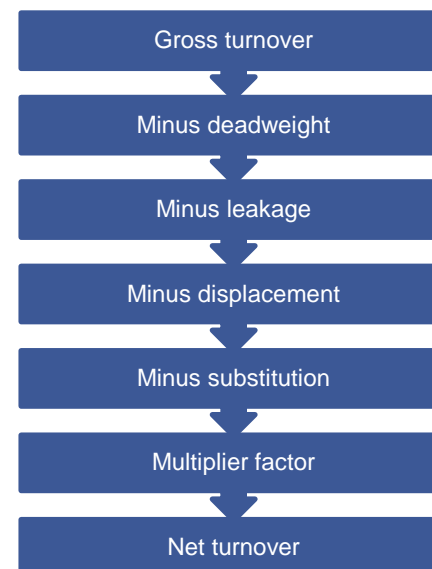 Gross turnover
Minus deadweight
Minus leakage
Minus displacement
Minus substitution
Multiplier factor
Net turnover